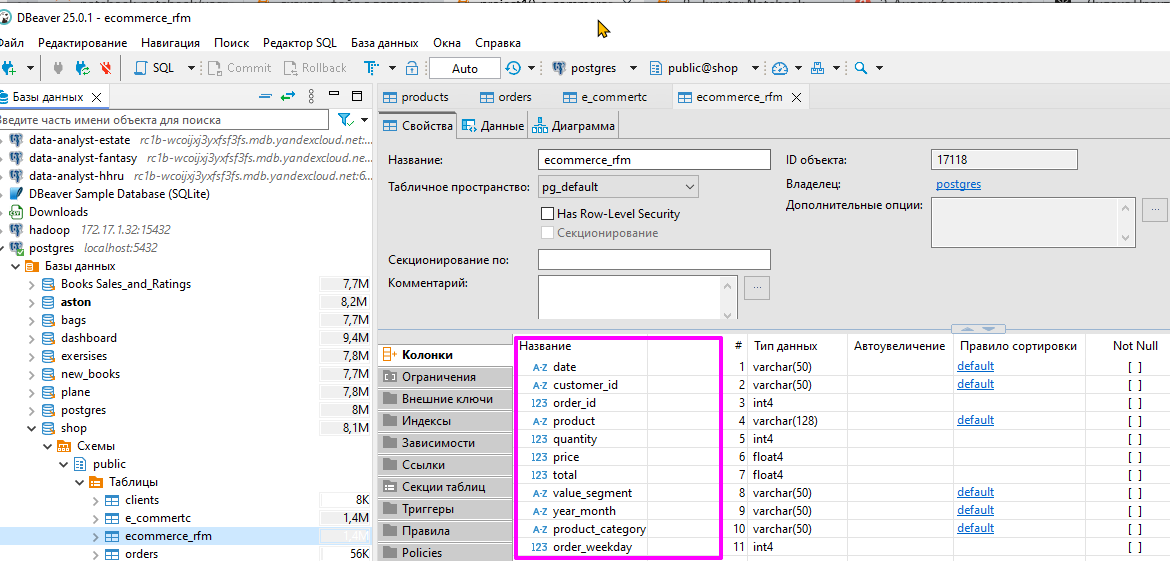 DBeaver 25.0.1 - ecommerce_rfm
Файл Редактирование Навигация Поиск Редактор SQL База данных Окна Справка
SQL Commit Rollback Auto postgres public@shop
Базы данных
products orders e_commertc ecommerce_rfm
Введите часть имени объекта для поиска
Свойства Данные Диаграмма
data-analyst-estate rc1b-wcoijxj3yxfsf3fs.mdb.yandexcloud.net:...
data-analyst-fantasy rc1b-wcoijxj3yxfsf3fs.mdb.yandexcloud.net:...
data-analyst-hhru rc1b-wcoijxj3yxfsf3fs.mdb.yandexcloud.net:6...
DBeaver Sample Database (SQLite)
Downloads
hadoop 172.17.1.32:15432
postgres localhost:5432
Базы данных
Books Sales_and_Ratings 7,7M
aston 8,2M
bags 7,7M
dashboard 9,4M
exersises 7,8M
new_books 7,7M
plane 7,8M
postgres 8M
shop 8,1M
Схемы
public
Таблицы
clients 8K
e_commertc 1,4M
ecommerce_rfm 1,4M
orders 56K
Название: ecommerce_rfm
Табличное пространство: pg_default
Has Row-Level Security
Секционирование
Секционирование по:
Комментарий:
...
ID объекта: 17118
Владелец: postgres
Дополнительные опции:
...
Колонки
Ограничения
Внешние ключи
Индексы
Зависимости
Ссылки
Секции таблиц
Триггеры
Правила
Policies
Название # Тип данных Автоувеличение Правило сортировки Not Null
A-Z date 1 varchar(50) default [ ]
A-Z customer_id 2 varchar(50) default [ ]
123 order_id 3 int4 [ ]
A-Z product 4 varchar(128) default [ ]
123 quantity 5 int4 [ ]
123 price 6 float4 [ ]
123 total 7 float4 [ ]
A-Z value_segment 8 varchar(50) default [ ]
A-Z year_month 9 varchar(50) default [ ]
A-Z product_category 10 varchar(50) default [ ]
123 order_weekday 11 int4 [ ]